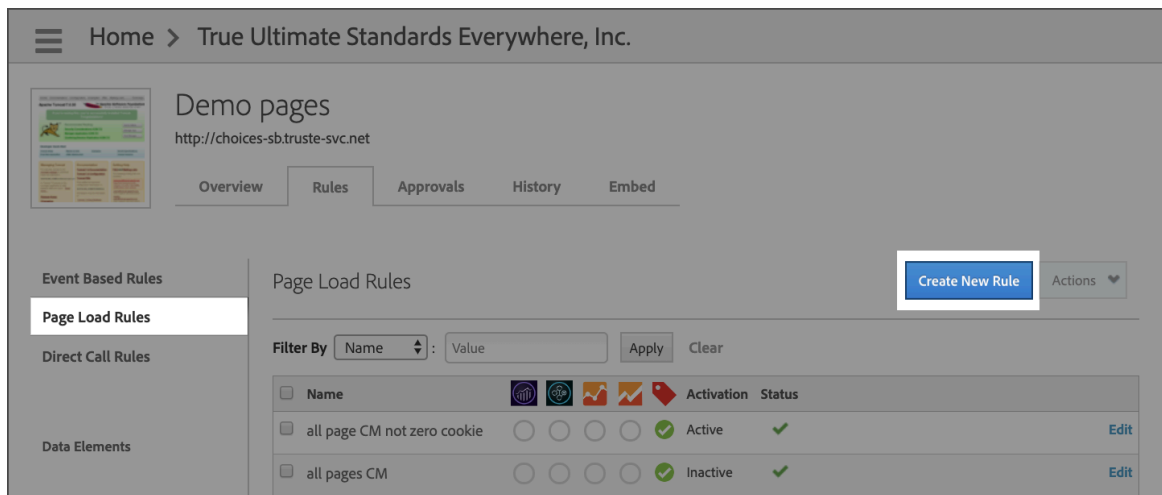 Home > True Ultimate Standards Everywhere, Inc.
Demo pages
http://choices-sb.truste-svc.net
Overview Rules Approvals History Embed
Event Based Rules
Page Load Rules
Direct Call Rules
Data Elements
Page Load Rules
Create New Rule Actions
Filter By Name : Value Apply Clear
Name Activation Status
all page CM not zero cookie Active Edit
all pages CM Inactive Edit